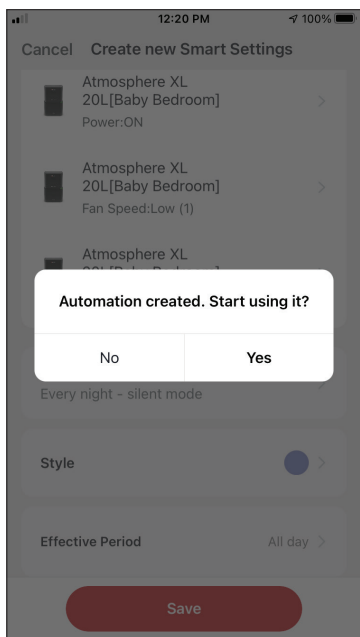 12:20 PM
100%
Cancel
Create new Smart Settings
Atmosphere XL
20L[Baby Bedroom]
Power:ON
Atmosphere XL
20L[Baby Bedroom]
Fan Speed:Low (1)
Atmosphere XL
Automation created. Start using it?
No
Yes
Every night - silent mode
Style
Effective Period
All day
Save